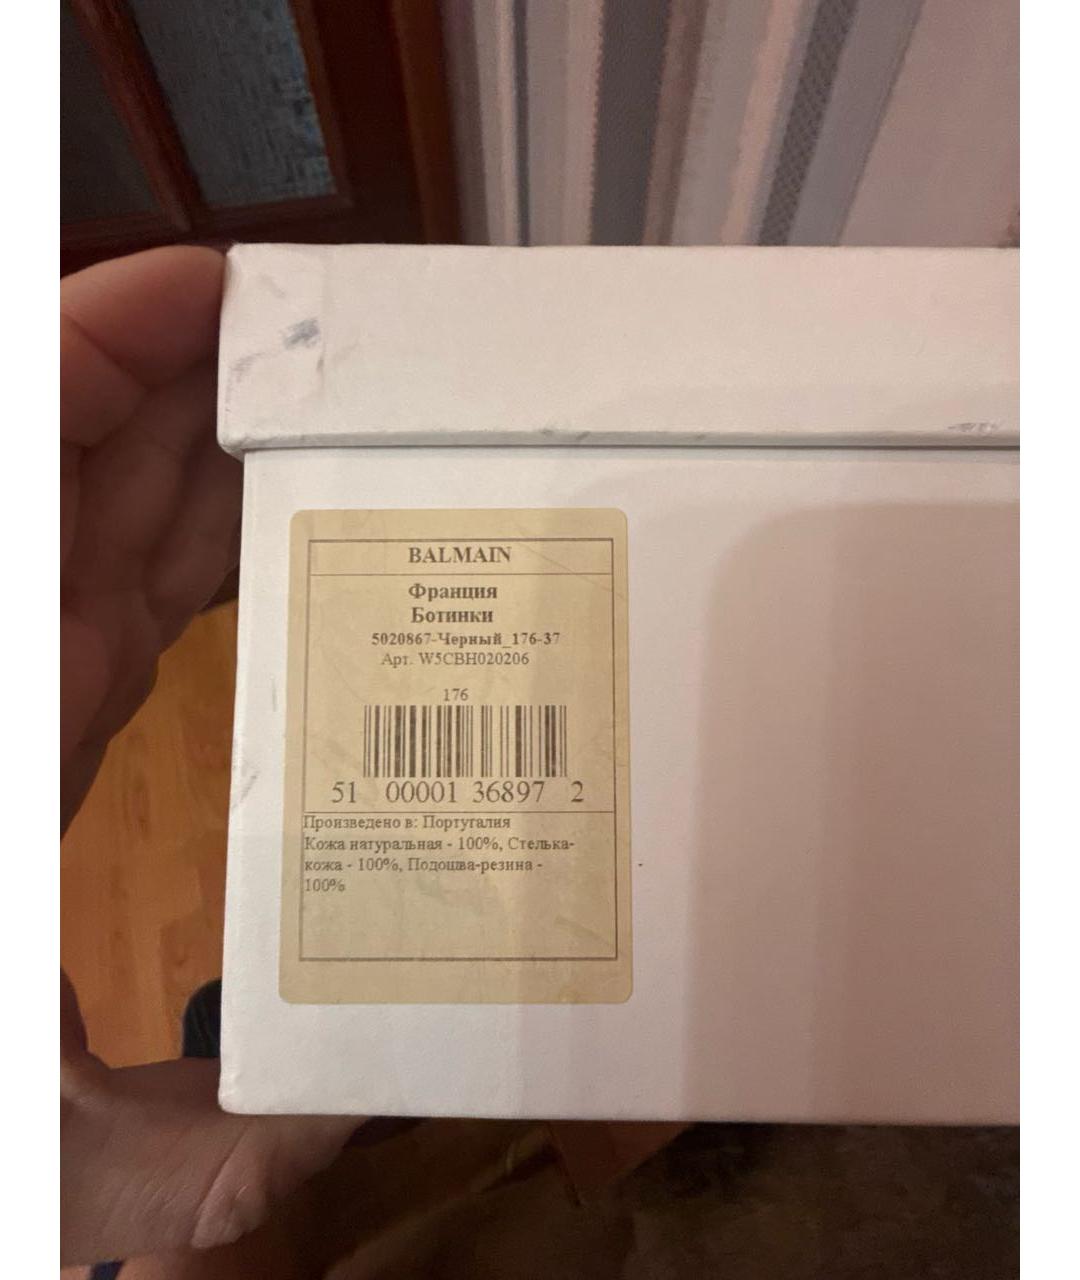 BALMAIN
Франция
Ботинки
5020867-Черный_176-37
Арт. W5CBH020206
176
51 00001 36897 2
Произведено в: Португалия
Кожа натуральная - 100%, Стелька-
кожа - 100%, Подошва-резина -
100%